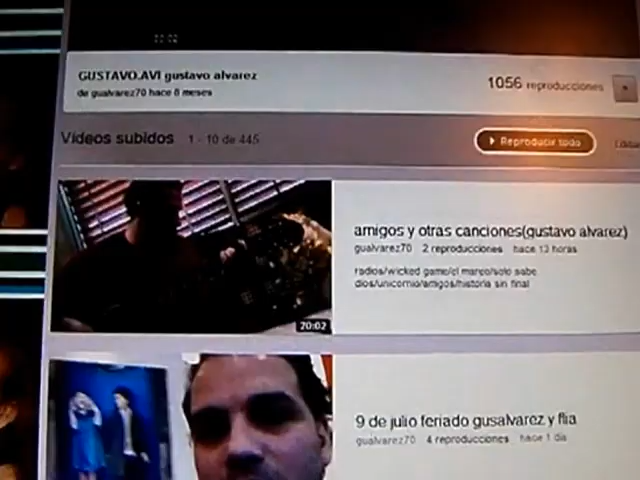 GUSTAVO.AVI gustavo alvarez
de gualvarez70 hace 8 meses
1056 reproducciones
Vídeos subidos 1 - 10 de 445
Reproducir todo
amigos y otras canciones(gustavo alvarez)
gualvarez70 2 reproducciones hace 13 horas
radios/wicked game/el mareo/solo sabe
dios/unicornio/amigos/historia sin final
20:02
9 de julio feriado gusalvarez y flia
gualvarez70 4 reproducciones hace 1 día